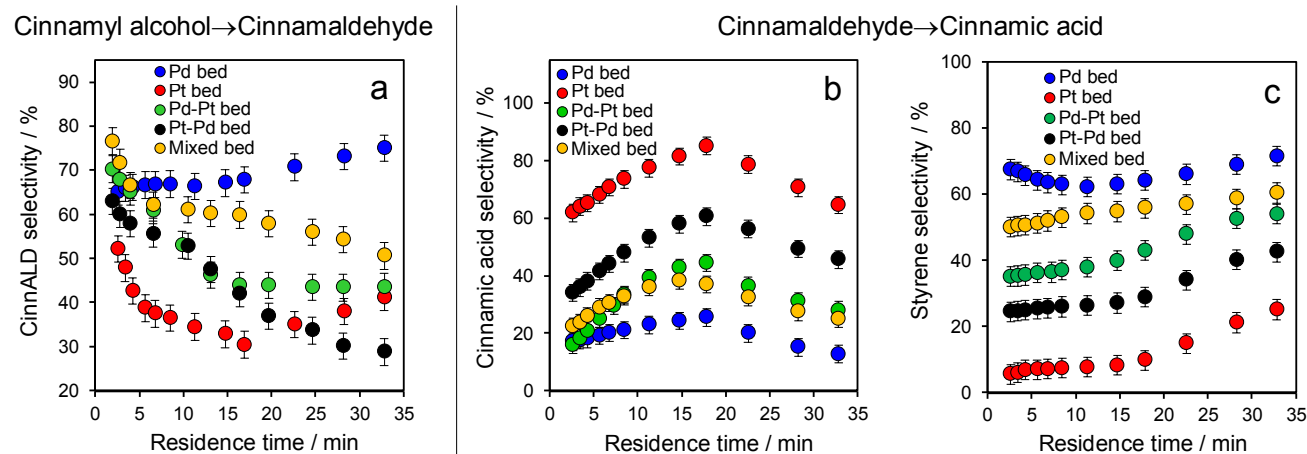 Cinnamyl alcohol→Cinnamaldehyde
Cinnamaldehyde→Cinnamic acid
a
Pd bed
Pt bed
Pd-Pt bed
Pt-Pd bed
Mixed bed
CinnALD selectivity / %
90
80
70
60
50
40
30
20
0 5 10 15 20 25 30 35
Residence time / min
b
Pd bed
Pt bed
Pd-Pt bed
Pt-Pd bed
Mixed bed
Cinnamic acid selectivity / %
100
80
60
40
20
0
0 5 10 15 20 25 30 35
Residence time / min
c
Pd bed
Pt bed
Pd-Pt bed
Pt-Pd bed
Mixed bed
Styrene selectivity / %
100
80
60
40
20
0
0 5 10 15 20 25 30 35
Residence time / min